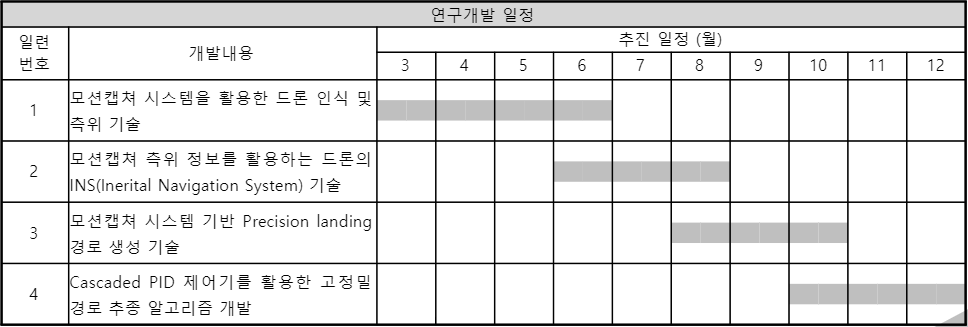 연구개발 일정
일련
번호
개발내용
추진 일정 (월)
3 4 5 6 7 8 9 10 11 12
1
모션캡쳐 시스템을 활용한 드론 인식 및
측위 기술
2
모션캡쳐 측위 정보를 활용하는 드론의
INS(Inerital Navigation System) 기술
3
모션캡쳐 시스템 기반 Precision landing
경로 생성 기술
4
Cascaded PID 제어기를 활용한 고정밀
경로 추종 알고리즘 개발